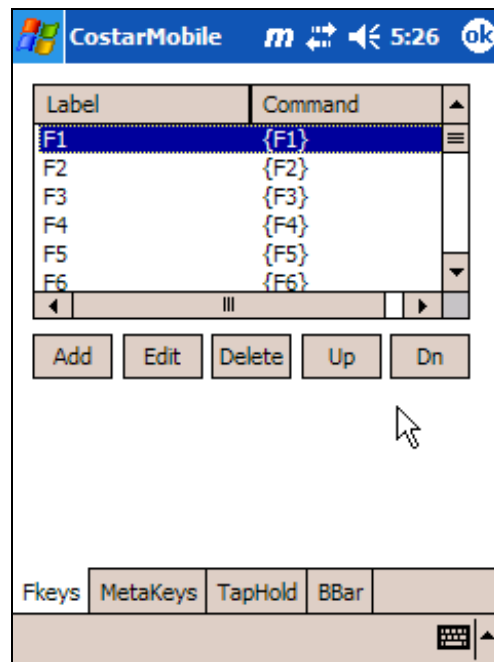 CostarMobile m 5:26 ok
Label Command
F1 {F1}
F2 {F2}
F3 {F3}
F4 {F4}
F5 {F5}
F6 {F6}
Add Edit Delete Up Dn
Fkeys MetaKeys TapHold BBar